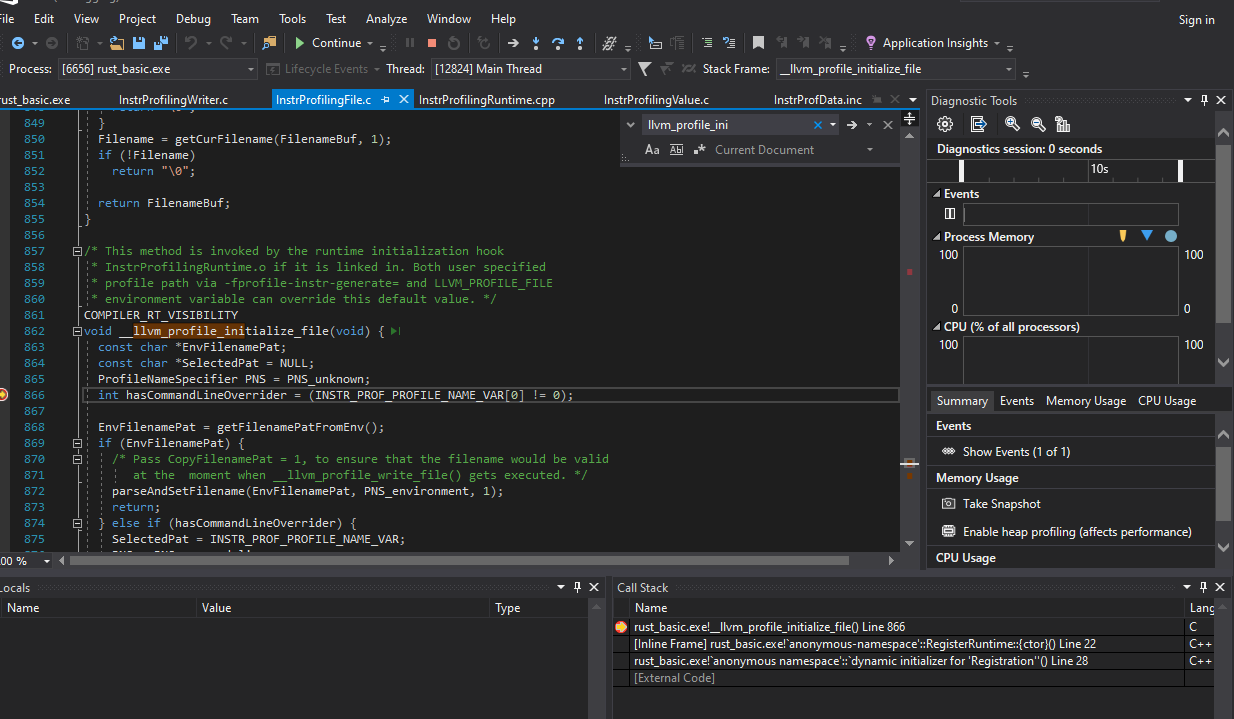 File Edit View Project Debug Team Tools Test Analyze Window Help
Sign in
Continue
Application Insights
Process: [6656] rust_basic.exe Lifecycle Events Thread: [12824] Main Thread Stack Frame: __llvm_profile_initialize_file
rust_basic.exe InstrProfilingWriter.c InstrProfilingFile.c InstrProfilingRuntime.cpp InstrProfilingValue.c InstrProfData.inc
llvm_profile_ini
Aa Ab .* Current Document
849 }
850 Filename = getCurFilename(FilenameBuf, 1);
851 if (!Filename)
852 return "\0";
853
854 return FilenameBuf;
855 }
856
857 /* This method is invoked by the runtime initialization hook
858 * InstrProfilingRuntime.o if it is linked in. Both user specified
859 * profile path via -fprofile-instr-generate= and LLVM_PROFILE_FILE
860 * environment variable can override this default value. */
861 COMPILER_RT_VISIBILITY
862 void __llvm_profile_initialize_file(void) {
863 const char *EnvFilenamePat;
864 const char *SelectedPat = NULL;
865 ProfileNameSpecifier PNS = PNS_unknown;
866 int hasCommandLineOverrider = (INSTR_PROF_PROFILE_NAME_VAR[0] != 0);
867
868 EnvFilenamePat = getFilenamePatFromEnv();
869 if (EnvFilenamePat) {
870 /* Pass CopyFilenamePat = 1, to ensure that the filename would be valid
871 at the moment when __llvm_profile_write_file() gets executed. */
872 parseAndSetFilename(EnvFilenamePat, PNS_environment, 1);
873 return;
874 } else if (hasCommandLineOverrider) {
875 SelectedPat = INSTR_PROF_PROFILE_NAME_VAR;
00 %
Diagnostic Tools
Diagnostics session: 0 seconds
10s
Events
Process Memory
100 100
0 0
CPU (% of all processors)
100 100
Summary Events Memory Usage CPU Usage
Events
Show Events (1 of 1)
Memory Usage
Take Snapshot
Enable heap profiling (affects performance)
CPU Usage
Locals
Name Value Type
Call Stack
Name Lang
rust_basic.exe!__llvm_profile_initialize_file() Line 866 C
[Inline Frame] rust_basic.exe!`anonymous-namespace'::RegisterRuntime::{ctor}() Line 22 C++
rust_basic.exe!`anonymous namespace'::`dynamic initializer for 'Registration''() Line 28 C++
[External Code]